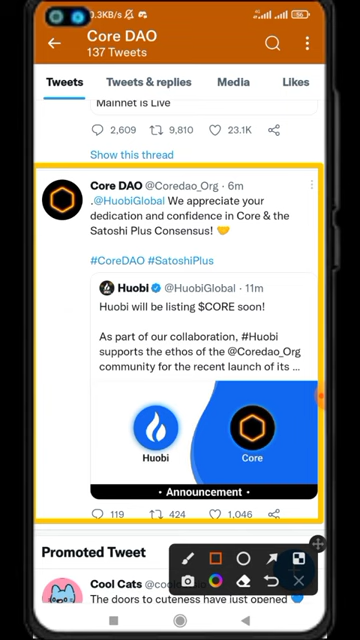 0.3KB/s
56
Core DAO
137 Tweets
Tweets
Tweets & replies
Media
Likes
Mainnet is Live
2,609
9,810
23.1K
Show this thread
Core DAO @Coredao_Org · 6m
.@HuobiGlobal We appreciate your
dedication and confidence in Core & the
Satoshi Plus Consensus! 🤝
#CoreDAO #SatoshiPlus
Huobi @HuobiGlobal · 11m
Huobi will be listing $CORE soon!
As part of our collaboration, #Huobi
supports the ethos of the @Coredao_Org
community for the recent launch of its ...
Huobi
Core
• Announcement •
119
424
1,046
Promoted Tweet
Cool Cats
The doors to cuteness have just opened 💙